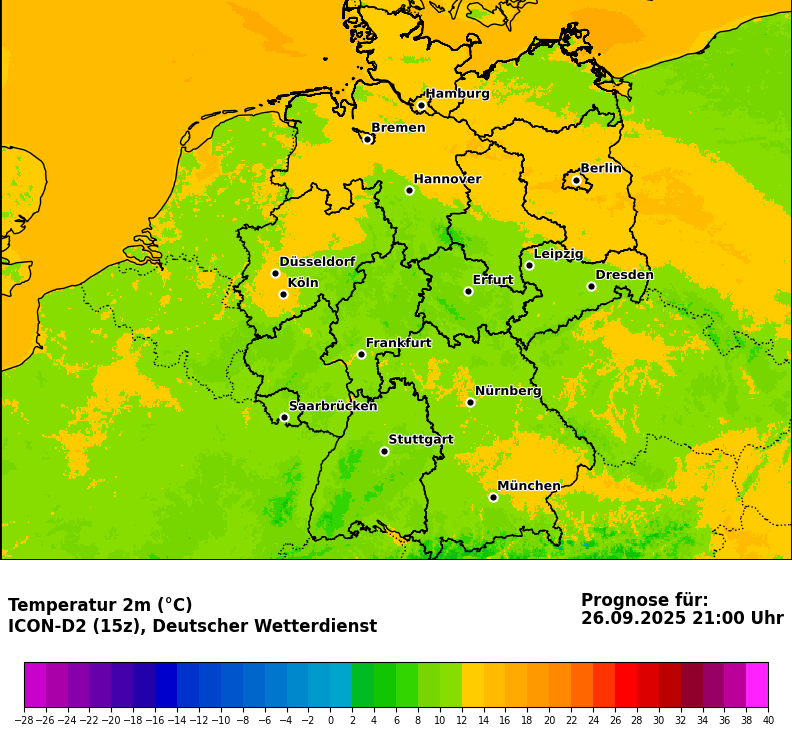 Hamburg
Bremen
Berlin
Hannover
Leipzig
Düsseldorf
Dresden
Köln
Erfurt
Frankfurt
Nürnberg
Saarbrücken
Stuttgart
München
Temperatur 2m (°C)
ICON-D2 (15z), Deutscher Wetterdienst
Prognose für:
26.09.2025 21:00 Uhr
−28 −26 −24 −22 −20 −18 −16 −14 −12 −10 −8 −6 −4 −2 0 2 4 6 8 10 12 14 16 18 20 22 24 26 28 30 32 34 36 38 40